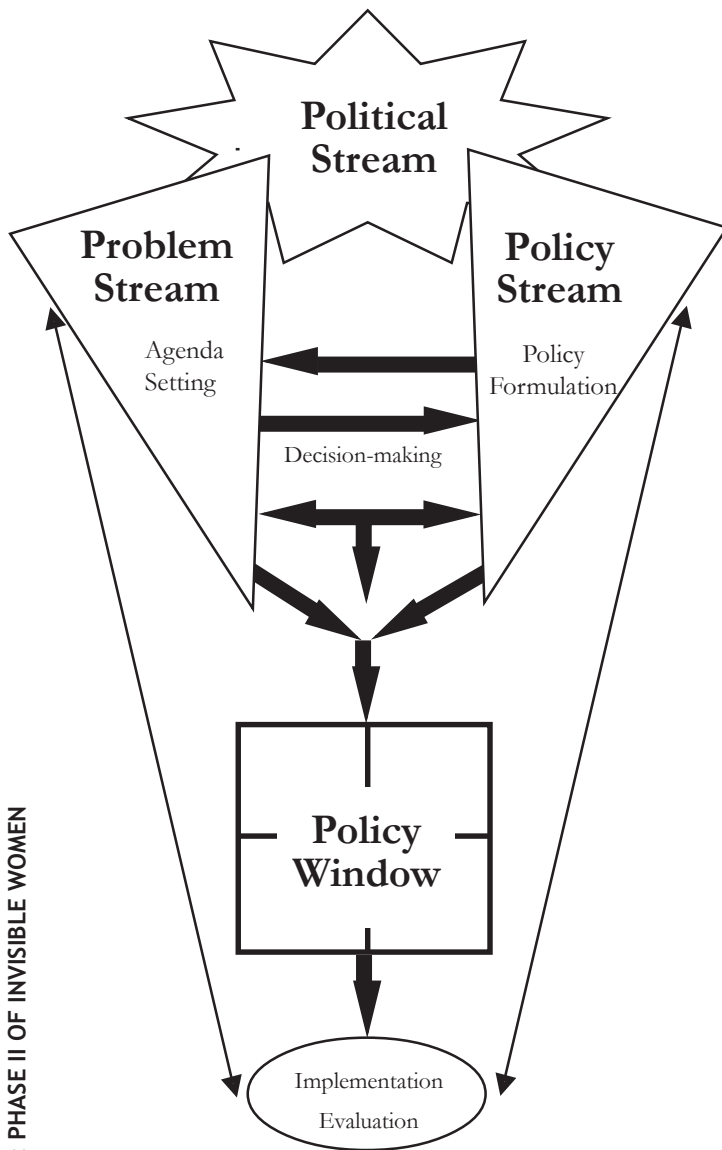 Political
Stream
Problem
Stream
Policy
Stream
Agenda
Setting
Policy
Formulation
Decision-making
Policy
Window
Implementation
Evaluation
PHASE II OF INVISIBLE WOMEN